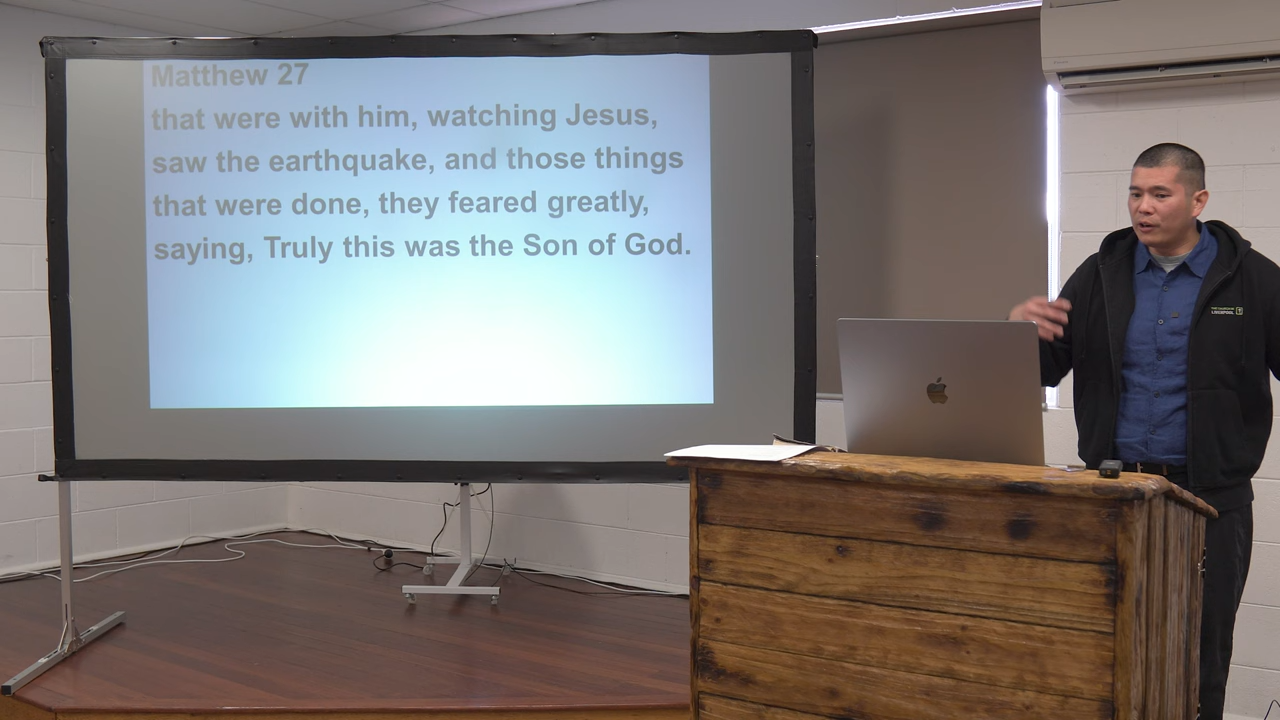 Matthew 27
that were with him, watching Jesus,
saw the earthquake, and those things
that were done, they feared greatly,
saying, Truly this was the Son of God.
LIVERPOOL